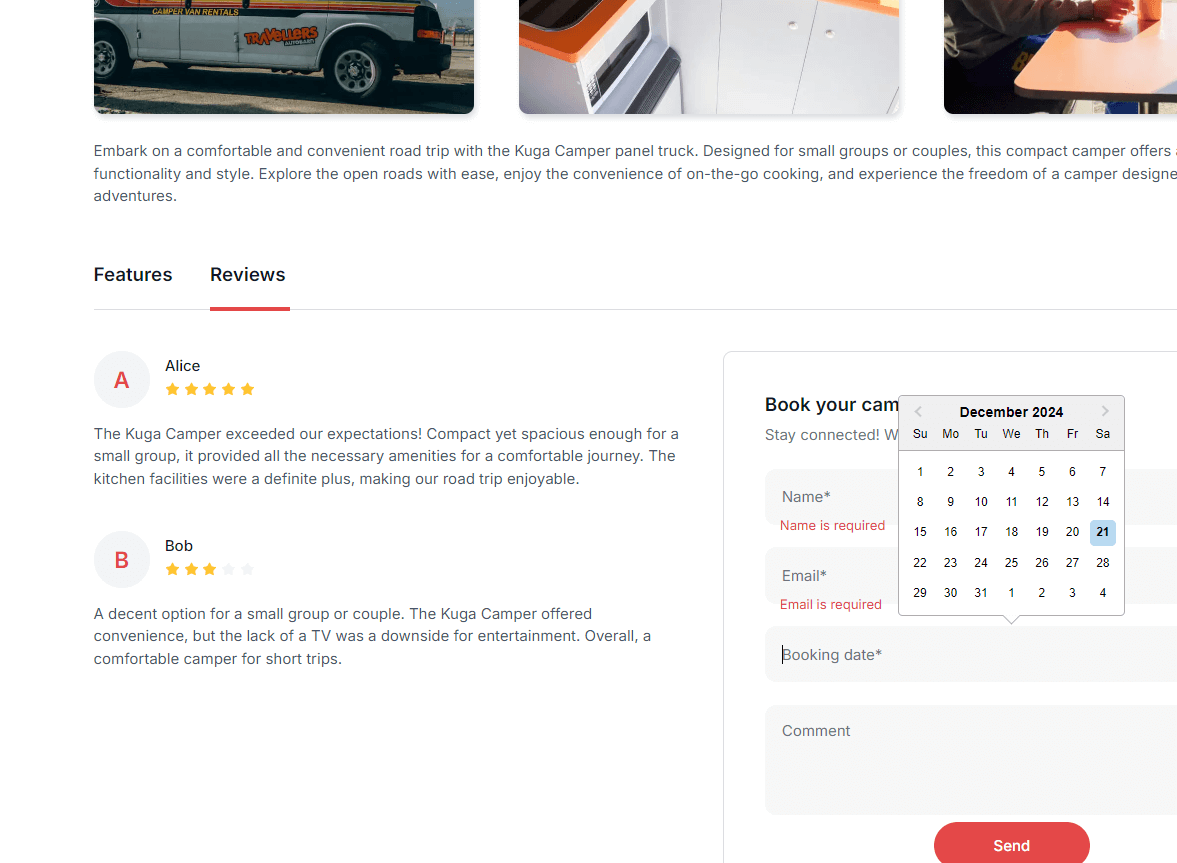 CAMPER VAN RENTALS
TRAVELLERS
AUTOBARN
Embark on a comfortable and convenient road trip with the Kuga Camper panel truck. Designed for small groups or couples, this compact camper offers
functionality and style. Explore the open roads with ease, enjoy the convenience of on-the-go cooking, and experience the freedom of a camper designe
adventures.
Features Reviews
A
Alice
The Kuga Camper exceeded our expectations! Compact yet spacious enough for a
small group, it provided all the necessary amenities for a comfortable journey. The
kitchen facilities were a definite plus, making our road trip enjoyable.
B
Bob
A decent option for a small group or couple. The Kuga Camper offered
convenience, but the lack of a TV was a downside for entertainment. Overall, a
comfortable camper for short trips.
Book your cam
Stay connected! W
December 2024
Su Mo Tu We Th Fr Sa
1 2 3 4 5 6 7
8 9 10 11 12 13 14
15 16 17 18 19 20 21
22 23 24 25 26 27 28
29 30 31 1 2 3 4
Name*
Name is required
Email*
Email is required
Booking date*
Comment
Send